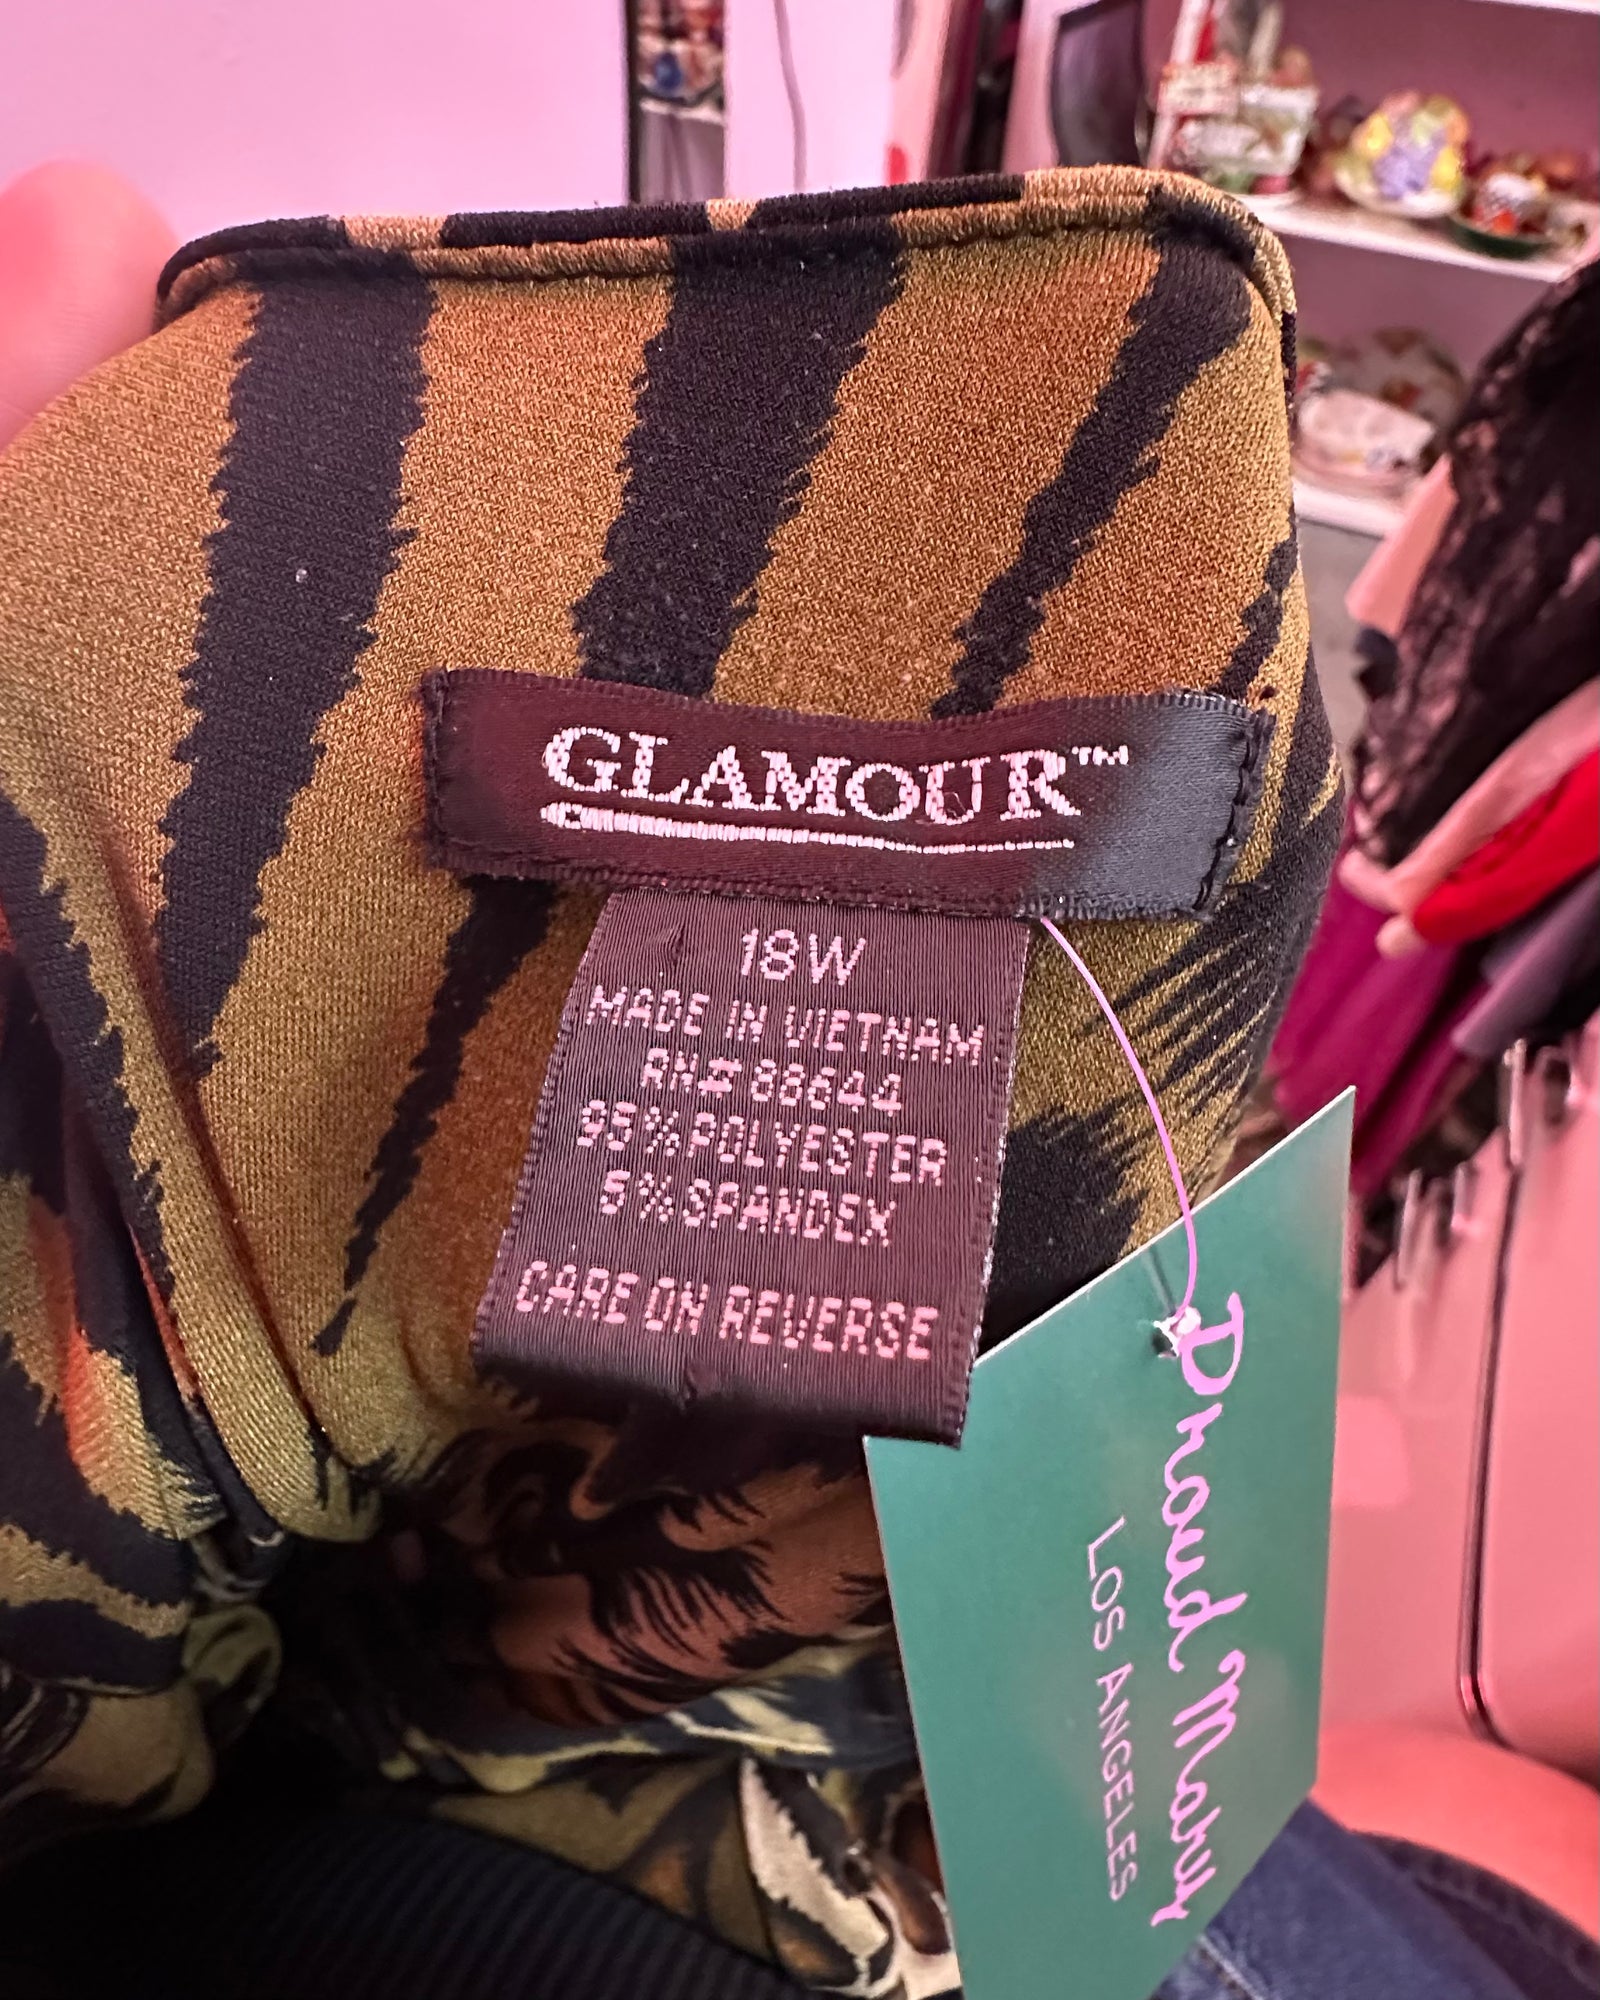 GLAMOUR™
18W
MADE IN VIETNAM
RN# 88644
95% POLYESTER
5% SPANDEX
CARE ON REVERSE
Proud Mary
LOS ANGELES